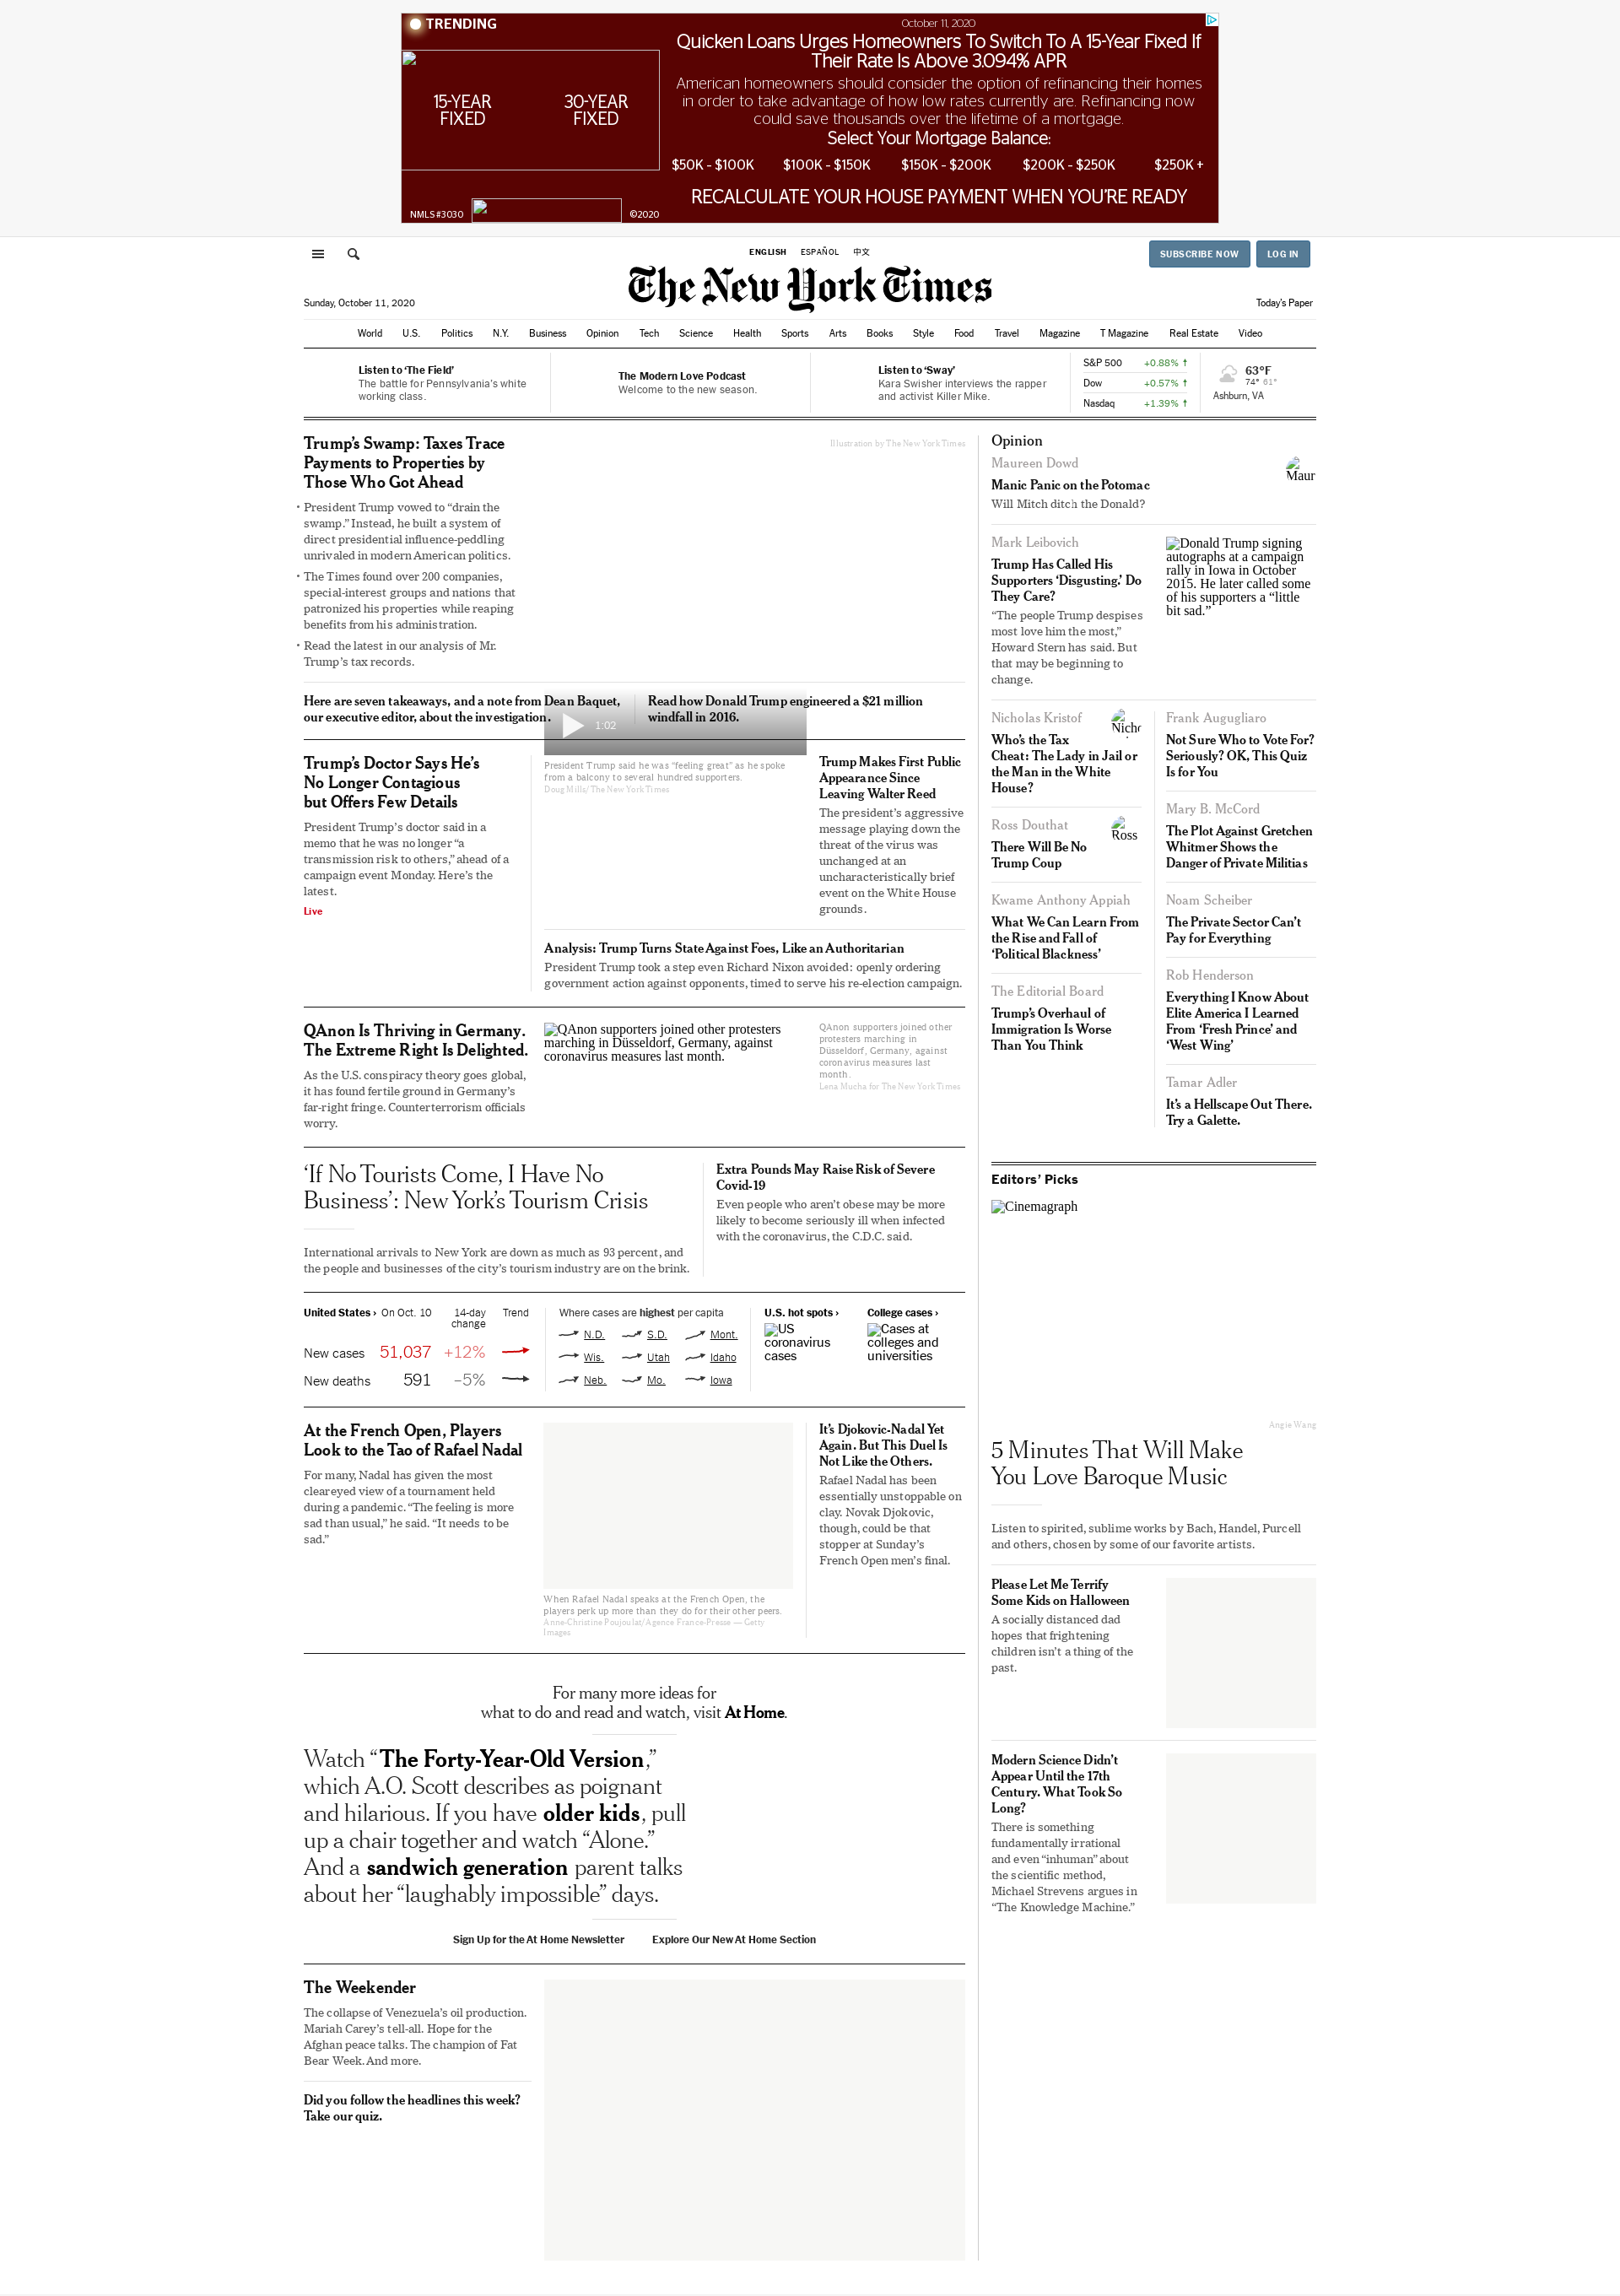 TRENDING
15-YEAR FIXED
30-YEAR FIXED
NMLS#3030
©2020
October 11, 2020
Quicken Loans Urges Homeowners To Switch To A 15-Year Fixed If
Their Rate Is Above 3.094% APR
American homeowners should consider the option of refinancing their homes
in order to take advantage of how low rates currently are. Refinancing now
could save thousands over the lifetime of a mortgage.
Select Your Mortgage Balance:
$50K - $100K $100K - $150K $150K - $200K $200K - $250K $250K +
RECALCULATE YOUR HOUSE PAYMENT WHEN YOU'RE READY
ENGLISH ESPAÑOL 中文
SUBSCRIBE NOW LOG IN
The New York Times
Sunday, October 11, 2020
Today's Paper
World U.S. Politics N.Y. Business Opinion Tech Science Health Sports Arts Books Style Food Travel Magazine T Magazine Real Estate Video
Listen to ‘The Field’
The battle for Pennsylvania’s white
working class.
The Modern Love Podcast
Welcome to the new season.
Listen to ‘Sway’
Kara Swisher interviews the rapper
and activist Killer Mike.
S&P 500 +0.88% ↑
Dow +0.57% ↑
Nasdaq +1.39% ↑
63°F
74° 61°
Ashburn, VA
Trump’s Swamp: Taxes Trace
Payments to Properties by
Those Who Got Ahead
• President Trump vowed to “drain the
swamp.” Instead, he built a system of
direct presidential influence-peddling
unrivaled in modern American politics.
• The Times found over 200 companies,
special-interest groups and nations that
patronized his properties while reaping
benefits from his administration.
• Read the latest in our analysis of Mr.
Trump’s tax records.
Illustration by The New York Times
Here are seven takeaways, and a note from Dean Baquet,
our executive editor, about the investigation.
Read how Donald Trump engineered a $21 million
windfall in 2016.
1:02
Trump’s Doctor Says He’s
No Longer Contagious
but Offers Few Details
President Trump’s doctor said in a
memo that he was no longer “a
transmission risk to others,” ahead of a
campaign event Monday. Here’s the
latest.
Live
President Trump said he was “feeling great” as he spoke
from a balcony to several hundred supporters.
Doug Mills/The New York Times
Trump Makes First Public
Appearance Since
Leaving Walter Reed
The president’s aggressive
message playing down the
threat of the virus was
unchanged at an
uncharacteristically brief
event on the White House
grounds.
Analysis: Trump Turns State Against Foes, Like an Authoritarian
President Trump took a step even Richard Nixon avoided: openly ordering
government action against opponents, timed to serve his re-election campaign.
QAnon Is Thriving in Germany.
The Extreme Right Is Delighted.
As the U.S. conspiracy theory goes global,
it has found fertile ground in Germany’s
far-right fringe. Counterterrorism officials
worry.
QAnon supporters joined other protesters
marching in Düsseldorf, Germany, against
coronavirus measures last month.
QAnon supporters joined other
protesters marching in
Düsseldorf, Germany, against
coronavirus measures last
month.
Lena Mucha for The New York Times
‘If No Tourists Come, I Have No
Business’: New York’s Tourism Crisis
International arrivals to New York are down as much as 93 percent, and
the people and businesses of the city’s tourism industry are on the brink.
Extra Pounds May Raise Risk of Severe
Covid-19
Even people who aren’t obese may be more
likely to become seriously ill when infected
with the coronavirus, the C.D.C. said.
United States › On Oct. 10 14-day change Trend
New cases 51,037 +12%
New deaths 591 –5%
Where cases are highest per capita
N.D. S.D. Mont.
Wis. Utah Idaho
Neb. Mo. Iowa
U.S. hot spots ›
US
coronavirus
cases
College cases ›
Cases at
colleges and
universities
At the French Open, Players
Look to the Tao of Rafael Nadal
For many, Nadal has given the most
cleareyed view of a tournament held
during a pandemic. “The feeling is more
sad than usual,” he said. “It needs to be
sad.”
When Rafael Nadal speaks at the French Open, the
players perk up more than they do for their other peers.
Anne-Christine Poujoulat/Agence France-Presse — Getty
Images
It’s Djokovic-Nadal Yet
Again. But This Duel Is
Not Like the Others.
Rafael Nadal has been
essentially unstoppable on
clay. Novak Djokovic,
though, could be that
stopper at Sunday’s
French Open men’s final.
For many more ideas for
what to do and read and watch, visit At Home.
Watch “The Forty-Year-Old Version,”
which A.O. Scott describes as poignant
and hilarious. If you have older kids, pull
up a chair together and watch “Alone.”
And a sandwich generation parent talks
about her “laughably impossible” days.
Sign Up for the At Home Newsletter
Explore Our New At Home Section
The Weekender
The collapse of Venezuela’s oil production.
Mariah Carey’s tell-all. Hope for the
Afghan peace talks. The champion of Fat
Bear Week. And more.
Did you follow the headlines this week?
Take our quiz.
Opinion
Maureen Dowd
Manic Panic on the Potomac
Will Mitch ditch the Donald?
Maur
Mark Leibovich
Trump Has Called His
Supporters ‘Disgusting.’ Do
They Care?
“The people Trump despises
most love him the most,”
Howard Stern has said. But
that may be beginning to
change.
Donald Trump signing
autographs at a campaign
rally in Iowa in October
2015. He later called some
of his supporters a “little
bit sad.”
Nicholas Kristof
Who’s the Tax
Cheat: The Lady in Jail or
the Man in the White
House?
Nicho
Ross Douthat
There Will Be No
Trump Coup
Ross
Kwame Anthony Appiah
What We Can Learn From
the Rise and Fall of
‘Political Blackness’
The Editorial Board
Trump’s Overhaul of
Immigration Is Worse
Than You Think
Frank Augugliaro
Not Sure Who to Vote For?
Seriously? OK, This Quiz
Is for You
Mary B. McCord
The Plot Against Gretchen
Whitmer Shows the
Danger of Private Militias
Noam Scheiber
The Private Sector Can’t
Pay for Everything
Rob Henderson
Everything I Know About
Elite America I Learned
From ‘Fresh Prince’ and
‘West Wing’
Tamar Adler
It’s a Hellscape Out There.
Try a Galette.
Editors’ Picks
Cinemagraph
Angie Wang
5 Minutes That Will Make
You Love Baroque Music
Listen to spirited, sublime works by Bach, Handel, Purcell
and others, chosen by some of our favorite artists.
Please Let Me Terrify
Some Kids on Halloween
A socially distanced dad
hopes that frightening
children isn’t a thing of the
past.
Modern Science Didn’t
Appear Until the 17th
Century. What Took So
Long?
There is something
fundamentally irrational
and even “inhuman” about
the scientific method,
Michael Strevens argues in
“The Knowledge Machine.”